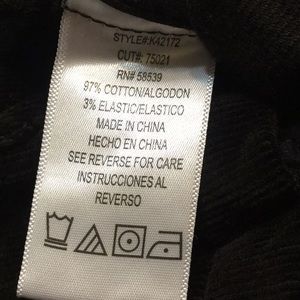 STYLE#:K42172
CUT#: 75021
RN# 58539
97% COTTON/ALGODON
3% ELASTIC/ELASTICO
MADE IN CHINA
HECHO EN CHINA
SEE REVERSE FOR CARE
INSTRUCCIONES AL
REVERSO